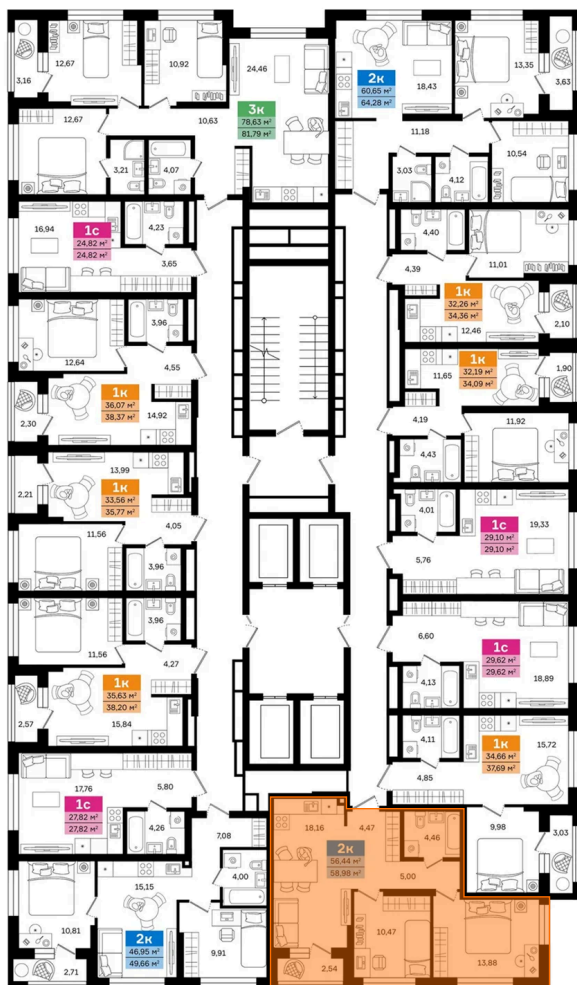 12,67
10,92
24,46
3,16
3к
78,63 м²
81,79 м²
12,67
10,63
3,21
4,07
2к
60,65 м²
64,28 м²
18,43
13,35
3,63
11,18
10,54
3,03
4,12
16,94
1с
24,82 м²
24,82 м²
4,23
3,65
4,40
11,01
4,39
1к
32,26 м²
34,36 м²
12,46
2,10
3,96
12,64
4,55
1к
36,07 м²
38,37 м²
14,92
2,30
1к
32,19 м²
34,09 м²
11,65
1,90
4,19
11,92
4,43
13,99
1к
33,56 м²
35,77 м²
2,21
4,05
11,56
3,96
4,01
1с
29,10 м²
29,10 м²
19,33
5,76
3,96
11,56
4,27
1к
35,63 м²
38,20 м²
2,57
15,84
6,60
1с
29,62 м²
29,62 м²
4,13
18,89
4,11
1к
34,66 м²
37,69 м²
15,72
4,85
9,98
3,03
17,76
5,80
1с
27,82 м²
27,82 м²
4,26
7,08
4,00
15,15
10,81
2к
46,95 м²
49,66 м²
9,91
2,71
18,16
4,47
2к
56,44 м²
58,98 м²
4,46
5,00
10,47
2,54
13,88